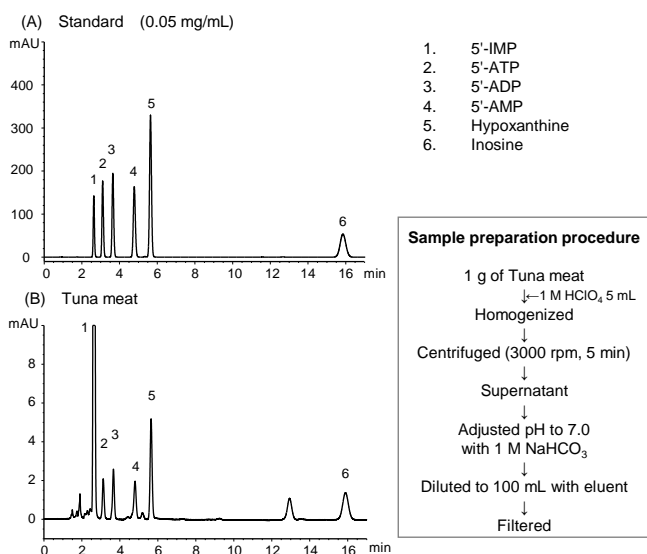 (A) Standard (0.05 mg/mL)
mAU
400
300
200
100
0
1
2
3
4
5
6
0 2 4 6 8 10 12 14 16 min
1. 5'-IMP
2. 5'-ATP
3. 5'-ADP
4. 5'-AMP
5. Hypoxanthine
6. Inosine
(B) Tuna meat
mAU
8
6
4
2
0
1
2
3
4
5
6
0 2 4 6 8 10 12 14 16 min
Sample preparation procedure
1 g of Tuna meat
↓←1 M HClO₄ 5 mL
Homogenized
↓
Centrifuged (3000 rpm, 5 min)
↓
Supernatant
↓
Adjusted pH to 7.0
with 1 M NaHCO₃
↓
Diluted to 100 mL with eluent
↓
Filtered